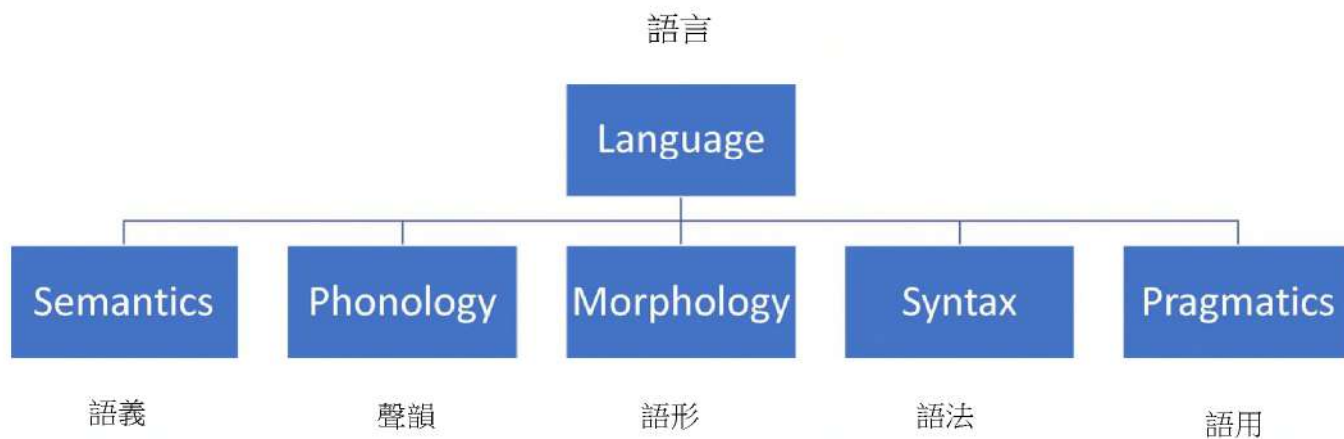 語言
Language
Semantics Phonology Morphology Syntax Pragmatics
語義 聲韻 語形 語法 語用